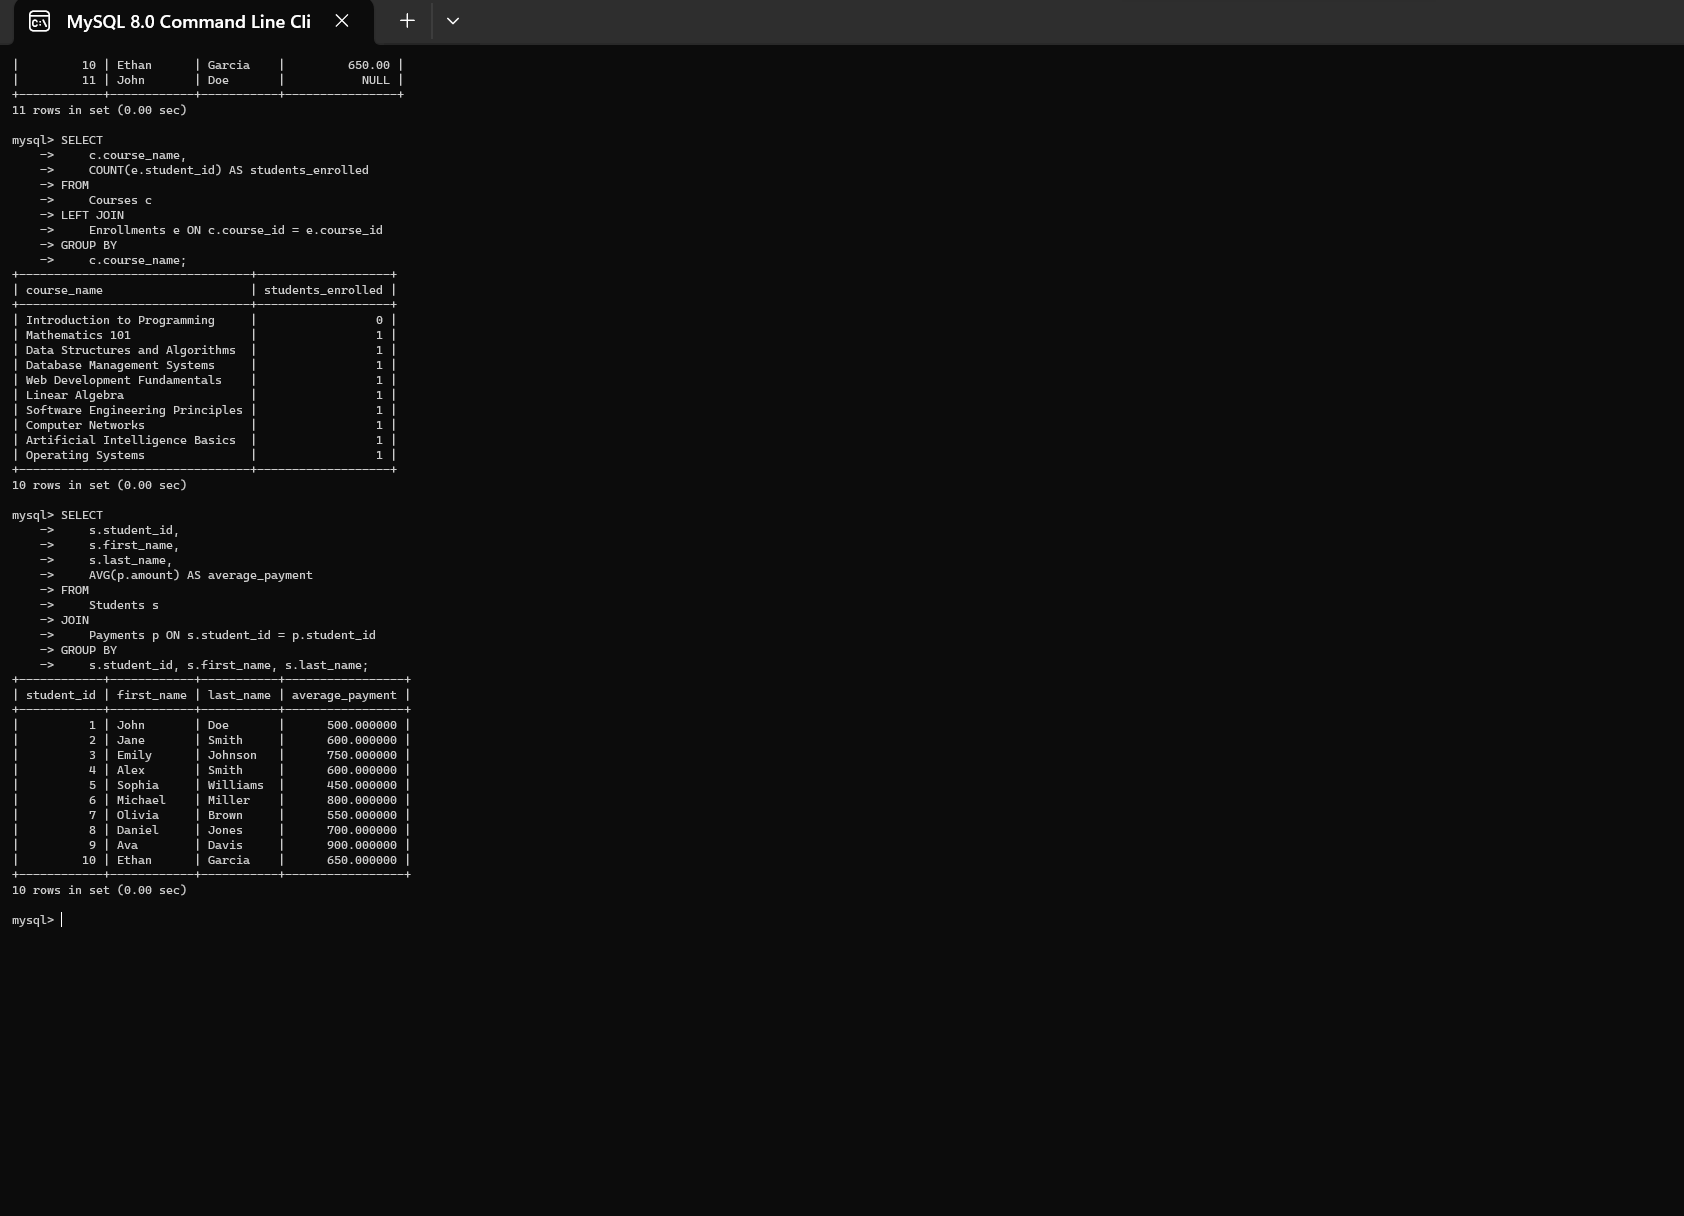 MySQL 8.0 Command Line Cli
|         10 | Ethan      | Garcia    |         650.00 |
|         11 | John       | Doe       |           NULL |
+------------+------------+-----------+----------------+
11 rows in set (0.00 sec)
mysql> SELECT
    ->     c.course_name,
    ->     COUNT(e.student_id) AS students_enrolled
    -> FROM
    ->     Courses c
    -> LEFT JOIN
    ->     Enrollments e ON c.course_id = e.course_id
    -> GROUP BY
    ->     c.course_name;
+---------------------------------+-------------------+
| course_name                     | students_enrolled |
+---------------------------------+-------------------+
| Introduction to Programming     |                 0 |
| Mathematics 101                 |                 1 |
| Data Structures and Algorithms  |                 1 |
| Database Management Systems     |                 1 |
| Web Development Fundamentals    |                 1 |
| Linear Algebra                  |                 1 |
| Software Engineering Principles |                 1 |
| Computer Networks               |                 1 |
| Artificial Intelligence Basics  |                 1 |
| Operating Systems               |                 1 |
+---------------------------------+-------------------+
10 rows in set (0.00 sec)
mysql> SELECT
    ->     s.student_id,
    ->     s.first_name,
    ->     s.last_name,
    ->     AVG(p.amount) AS average_payment
    -> FROM
    ->     Students s
    -> JOIN
    ->     Payments p ON s.student_id = p.student_id
    -> GROUP BY
    ->     s.student_id, s.first_name, s.last_name;
+------------+------------+-----------+-----------------+
| student_id | first_name | last_name | average_payment |
+------------+------------+-----------+-----------------+
|          1 | John       | Doe       |      500.000000 |
|          2 | Jane       | Smith     |      600.000000 |
|          3 | Emily      | Johnson   |      750.000000 |
|          4 | Alex       | Smith     |      600.000000 |
|          5 | Sophia     | Williams  |      450.000000 |
|          6 | Michael    | Miller    |      800.000000 |
|          7 | Olivia     | Brown     |      550.000000 |
|          8 | Daniel     | Jones     |      700.000000 |
|          9 | Ava        | Davis     |      900.000000 |
|         10 | Ethan      | Garcia    |      650.000000 |
+------------+------------+-----------+-----------------+
10 rows in set (0.00 sec)
mysql>